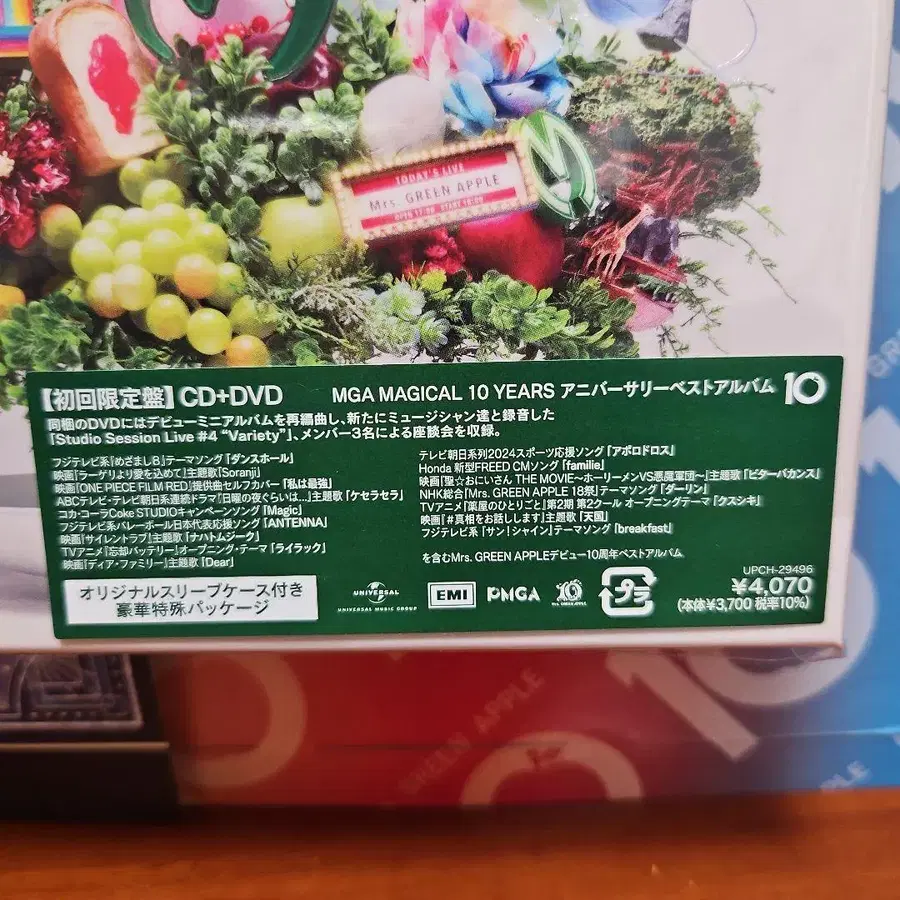 TODAY'S LIVE
Mrs. GREEN APPLE
【初回限定盤】CD+DVD
MGA MAGICAL 10 YEARS アニバーサリーベストアルバム 10
同梱のDVDにはデビューミニアルバムを再編曲し、新たにミュージシャン達と録音した
「Studio Session Live #4 “Variety”」、メンバー3名による座談会を収録。
フジテレビ系『めざまし8』テーマソング「ダンスホール」
映画『ラーゲリより愛を込めて』主題歌「Soranji」
映画『ONE PIECE FILM RED』提供曲セルフカバー「私は最強」
ABCテレビ・テレビ朝日系連続ドラマ『日曜の夜ぐらいは...』主題歌「ケセラセラ」
コカ・コーラCoke STUDIOキャンペーンソング「Magic」
フジテレビ系バレーボール日本代表応援ソング「ANTENNA」
映画『サイレントラブ』主題歌「ナハトムジーク」
TVアニメ『忘却バッテリー』オープニング・テーマ「ライラック」
映画『ディア・ファミリー』主題歌「Dear」
テレビ朝日系列2024スポーツ応援ソング「アポロドロス」
Honda 新型FREED CMソング「familie」
映画『聖☆おにいさん THE MOVIE～ホーリーメンVS悪魔軍団～』主題歌「ビターバカンス」
NHK総合「Mrs. GREEN APPLE 18祭」テーマソング「ダーリン」
TVアニメ『薬屋のひとりごと』第2期 第2クール オープニングテーマ「クスシキ」
映画『#真相をお話しします』主題歌「天国」
フジテレビ系『サン!シャイン』テーマソング「breakfast」
を含むMrs. GREEN APPLEデビュー10周年ベストアルバム
オリジナルスリーブケース付き
豪華特殊パッケージ
UNIVERSAL
UNIVERSAL MUSIC GROUP
EMI
PMGA
10
プラ
UPCH-29496
¥4,070
(本体¥3,700 税率10%)
GREEN APPLE
10